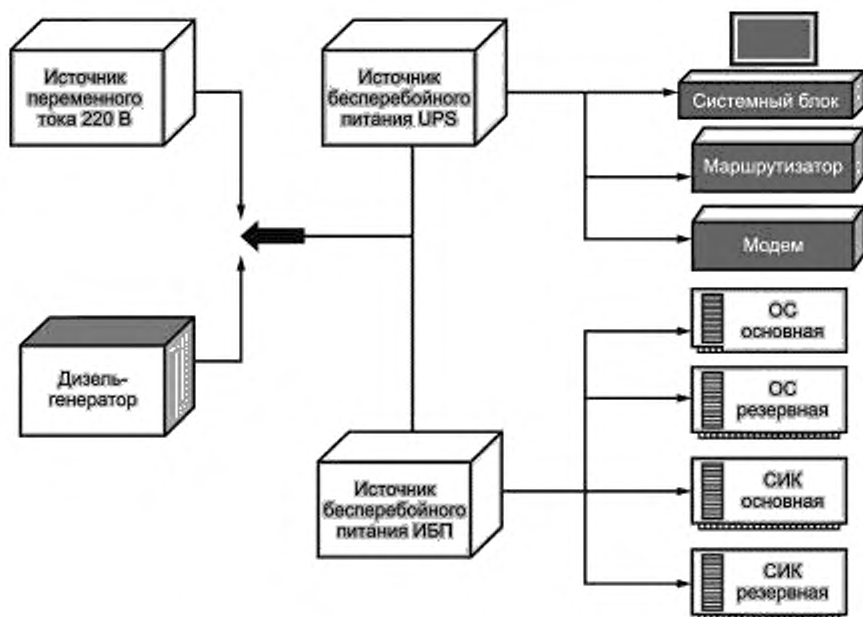 Источник
переменного
тока 220 В
Источник
бесперебойного
питания UPS
Системный блок
Маршрутизатор
Модем
ОС
основная
Дизель-
генератор
ОС
резервная
Источник
бесперебойного
питания ИБП
СИК
основная
СИК
резервная